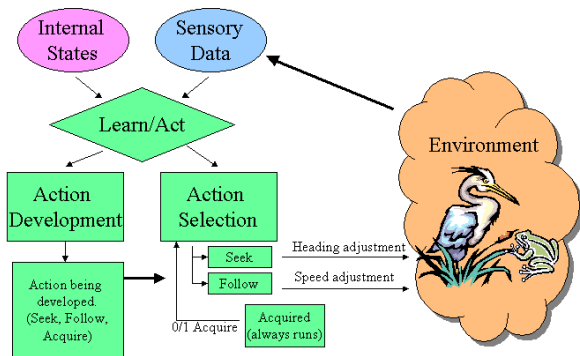 Internal
States
Sensory
Data
Learn/Act
Environment
Action
Development
Action
Selection
Seek
Heading adjustment
Follow
Speed adjustment
Action being
developed.
(Seek, Follow,
Acquire)
0/1 Acquire
Acquired
(always runs)